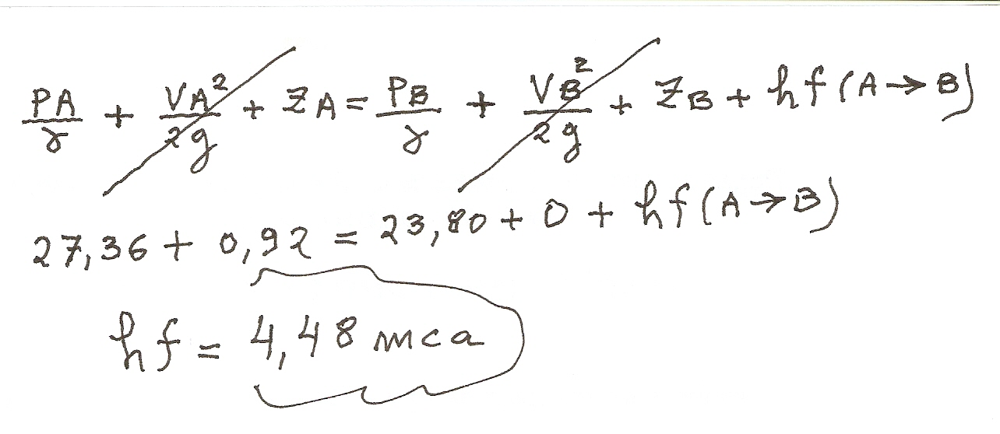 PA/γ + VA²/2g + ZA = PB/γ + VB²/2g + ZB + hf(A→B)
27,36 + 0,92 = 23,80 + 0 + hf(A→B)
hf = 4,48 mca